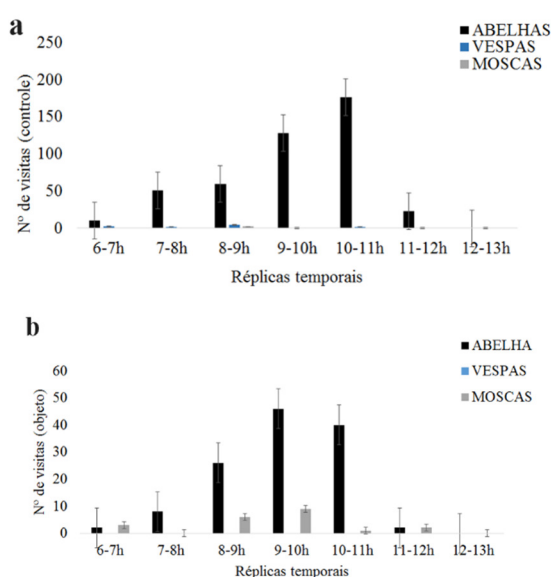 a
ABELHAS
VESPAS
MOSCAS
Nº de visitas (controle)
250
200
150
100
50
0
6-7h 7-8h 8-9h 9-10h 10-11h 11-12h 12-13h
Réplicas temporais
b
ABELHA
VESPAS
MOSCAS
Nº de visitas (objeto)
60
50
40
30
20
10
0
6-7h 7-8h 8-9h 9-10h 10-11h 11-12h 12-13h
Réplicas temporais